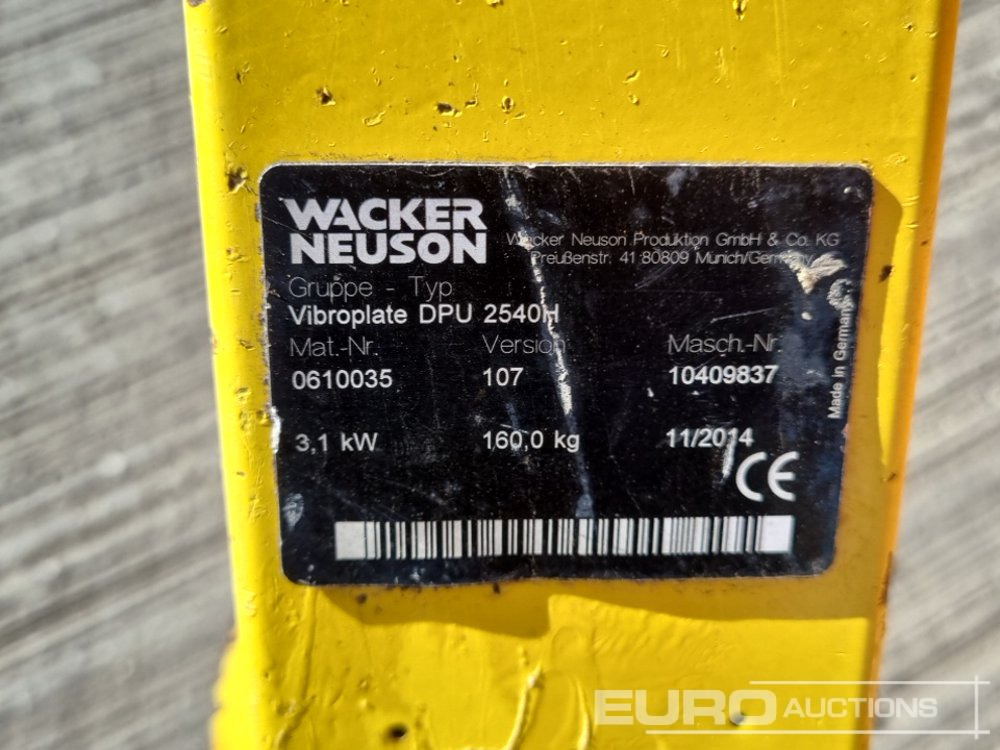 WACKER
NEUSON
Wacker Neuson Produktion GmbH & Co. KG
Preußenstr. 41 80809 Munich/Germany
Gruppe - Typ
Vibroplate DPU 2540H
Mat.-Nr. Version Masch.-Nr.
0610035 107 10409837
3,1 kW 160,0 kg 11/2014
CE
Made in Germany
EURO AUCTIONS